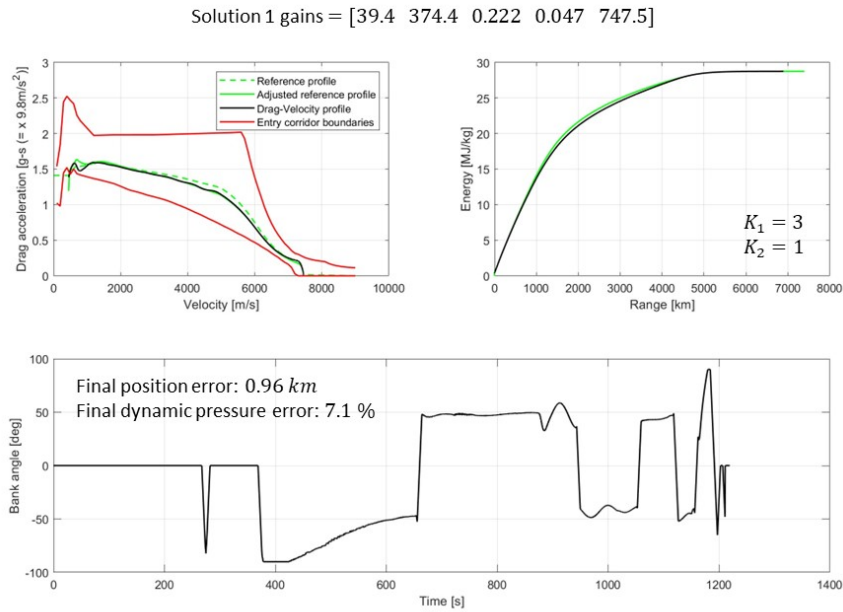 Solution 1 gains = [39.4 374.4 0.222 0.047 747.5]
Drag acceleration [g-s (= x 9.8m/s²)]
3
2.5
2
1.5
1
0.5
0
Reference profile
Adjusted reference profile
Drag-Velocity profile
Entry corridor boundaries
0 2000 4000 6000 8000 10000
Velocity [m/s]
Energy [MJ/kg]
30
25
20
15
10
5
0
K₁ = 3
K₂ = 1
0 1000 2000 3000 4000 5000 6000 7000 8000
Range [km]
Bank angle [deg]
100
50
0
-50
-100
Final position error: 0.96 km
Final dynamic pressure error: 7.1 %
0 200 400 600 800 1000 1200 1400
Time [s]